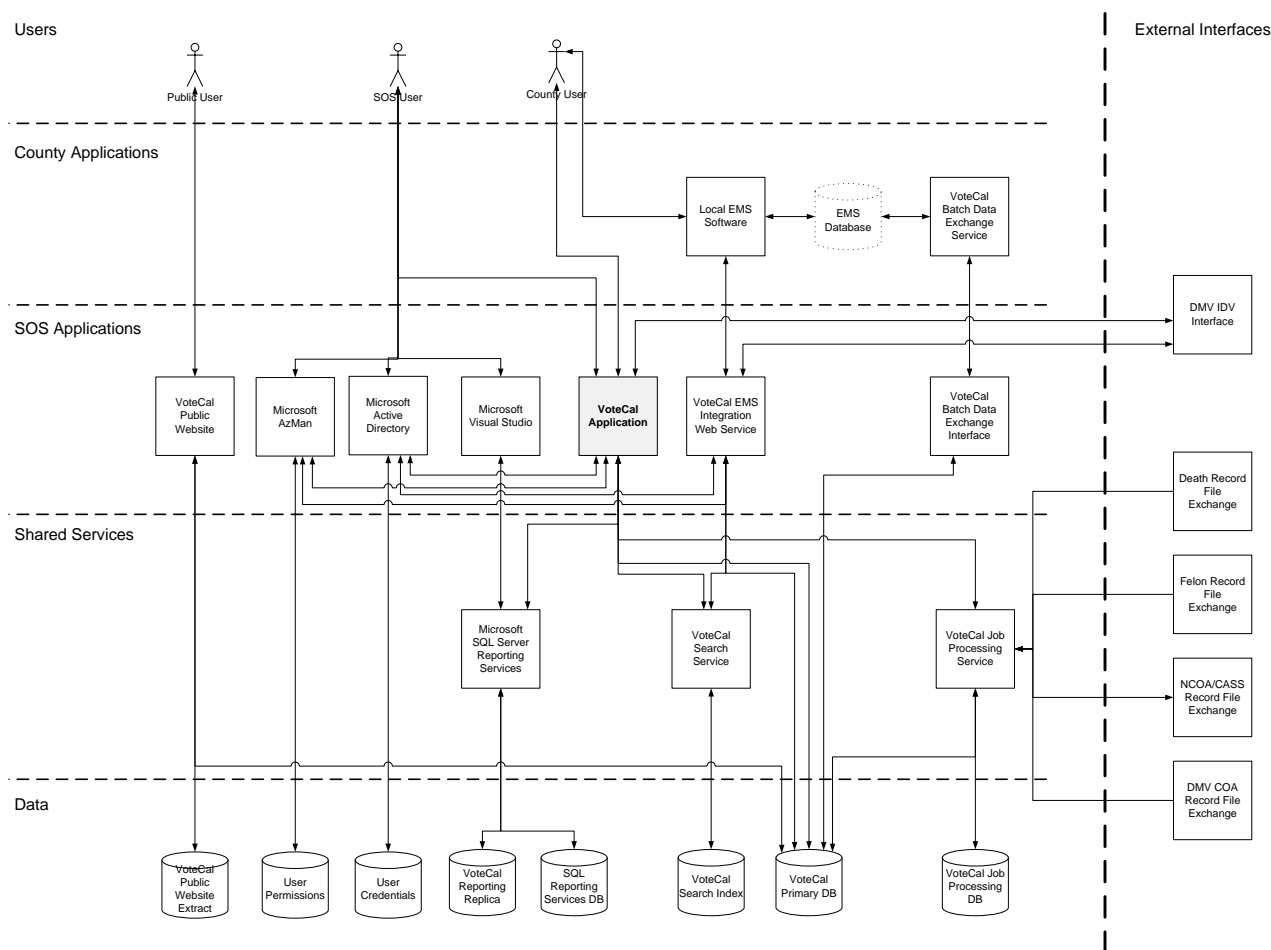 Users
External Interfaces
Public User
SOS User
County User
County Applications
Local EMS
Software
EMS
Database
VoteCal
Batch Data
Exchange
Service
SOS Applications
DMV IDV
Interface
VoteCal
Public
Website
Microsoft
AzMan
Microsoft
Active
Directory
Microsoft
Visual Studio
VoteCal
Application
VoteCal EMS
Integration
Web Service
VoteCal
Batch Data
Exchange
Interface
Death Record
File
Exchange
Shared Services
Felon Record
File
Exchange
Microsoft
SQL Server
Reporting
Services
VoteCal
Search
Service
VoteCal Job
Processing
Service
NCOA/CASS
Record File
Exchange
DMV COA
Record File
Exchange
Data
VoteCal
Public
Website
Extract
User
Permissions
User
Credentials
VoteCal
Reporting
Replica
SQL
Reporting
Services DB
VoteCal
Search Index
VoteCal
Primary DB
VoteCal Job
Processing
DB